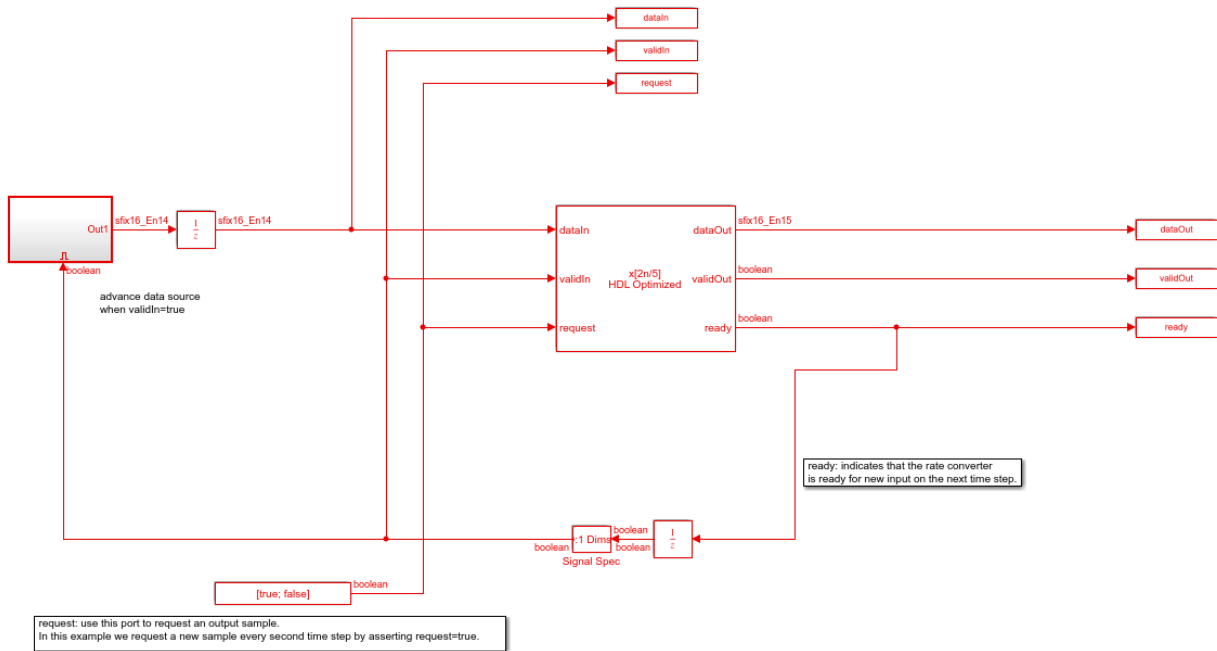 dataIn
validIn
request
Out1
sfix16_En14
1
z
sfix16_En14
boolean
advance data source
when validIn=true
dataIn
validIn
request
x[2n/5]
HDL Optimized
dataOut
validOut
ready
sfix16_En15
boolean
boolean
dataOut
validOut
ready
ready: indicates that the rate converter
is ready for new input on the next time step.
boolean
:1 Dims
boolean
boolean
1
z
Signal Spec
[true; false]
boolean
request: use this port to request an output sample.
In this example we request a new sample every second time step by asserting request=true.